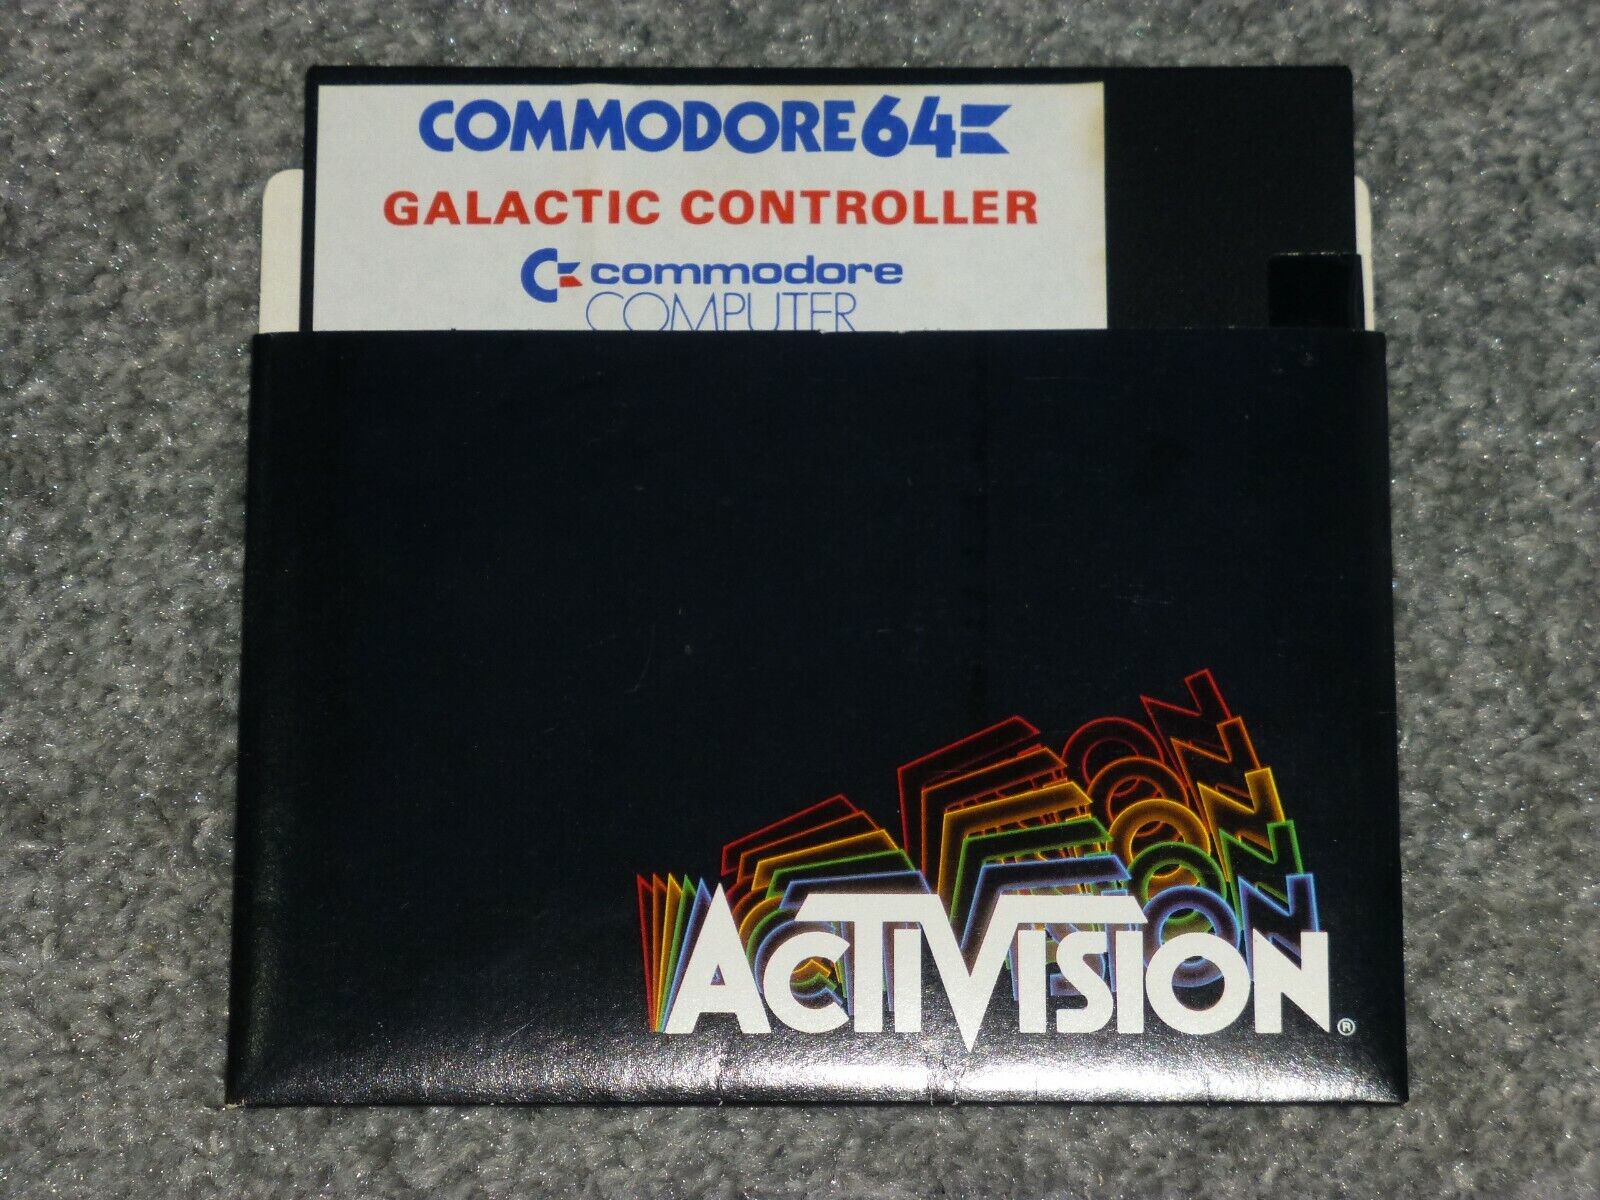 COMMODORE 64
GALACTIC CONTROLLER
commodore
COMPUTER
ACTIVISION®